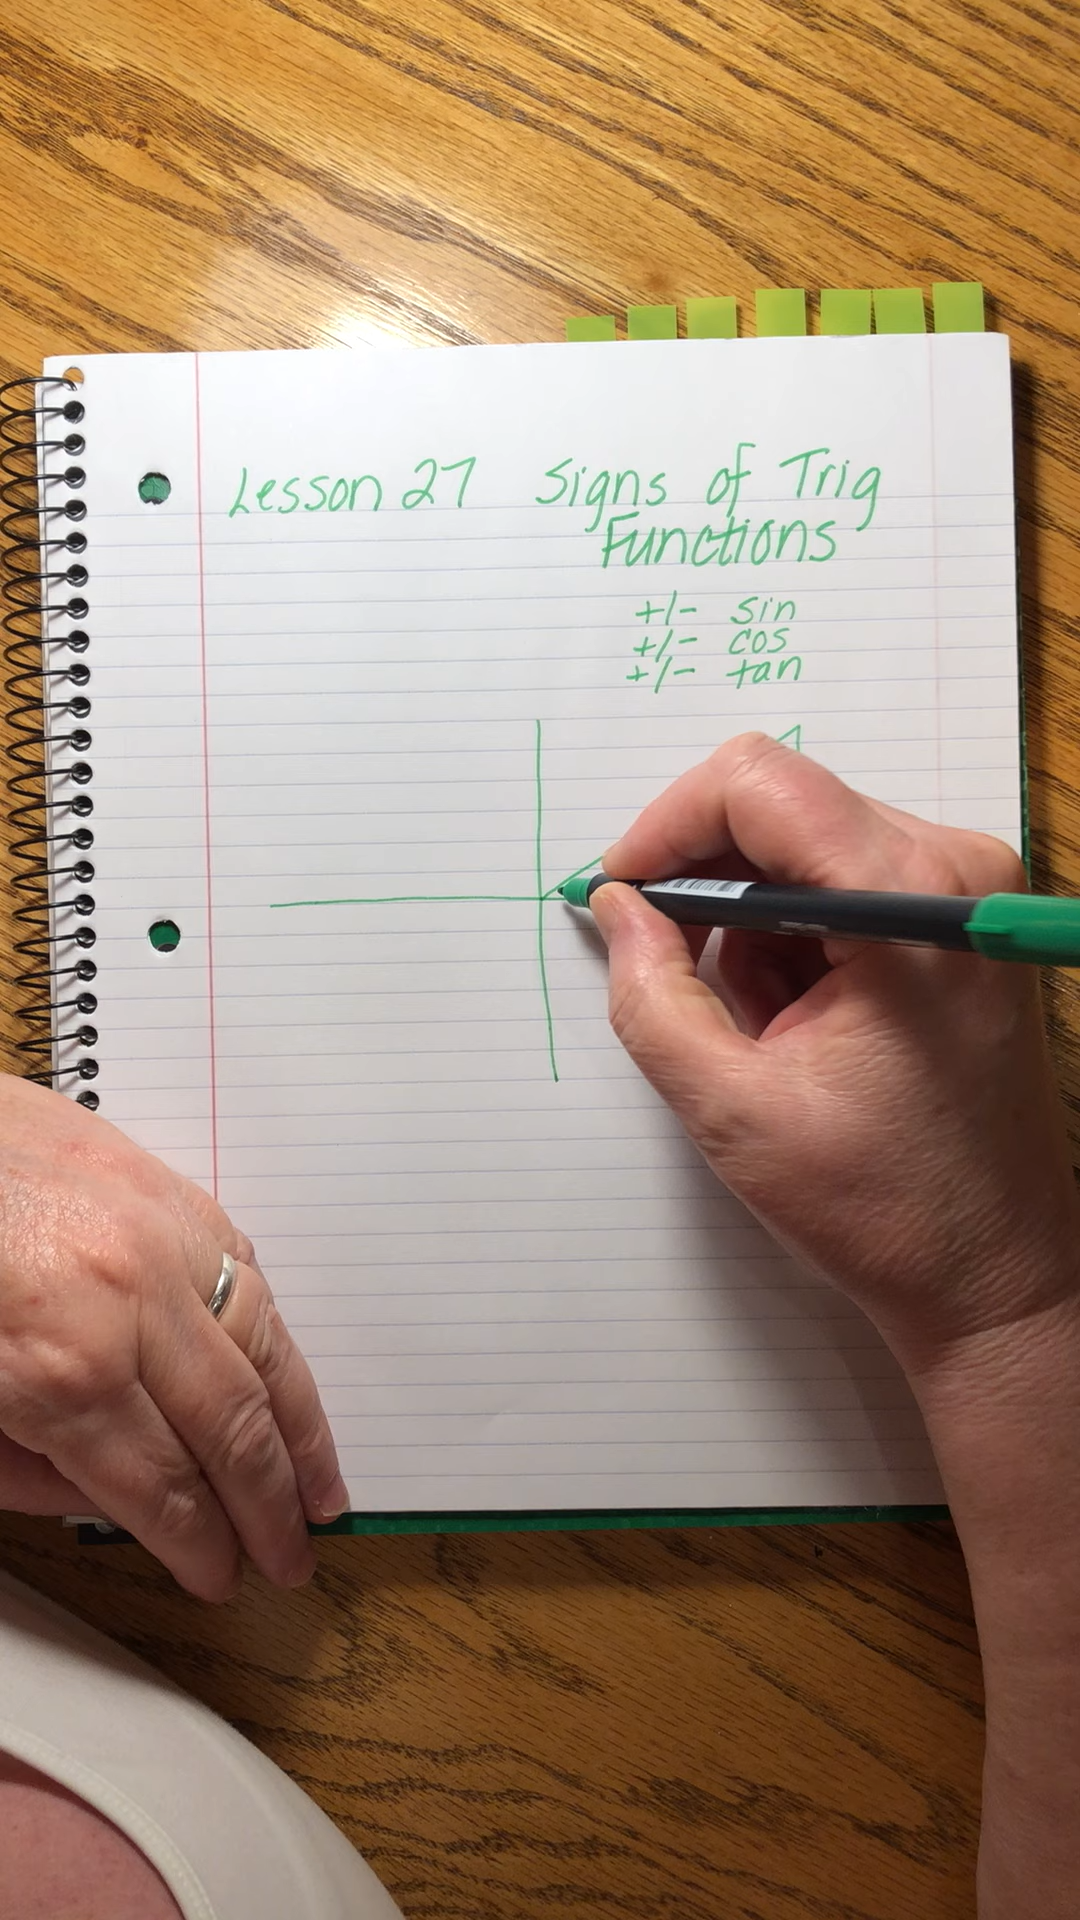 Lesson 27 Signs of Trig
Functions
+/- sin
+/- cos
+/- tan